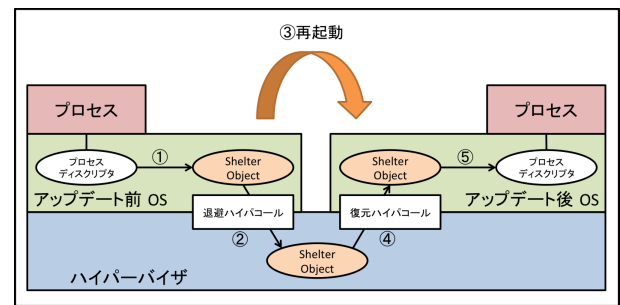 ③再起動
プロセス
プロセス
プロセス
ディスクリプタ
①
Shelter
Object
Shelter
Object
⑤
プロセス
ディスクリプタ
アップデート前 OS
アップデート後 OS
退避ハイパコール
復元ハイパコール
②
④
Shelter
Object
ハイパーバイザ